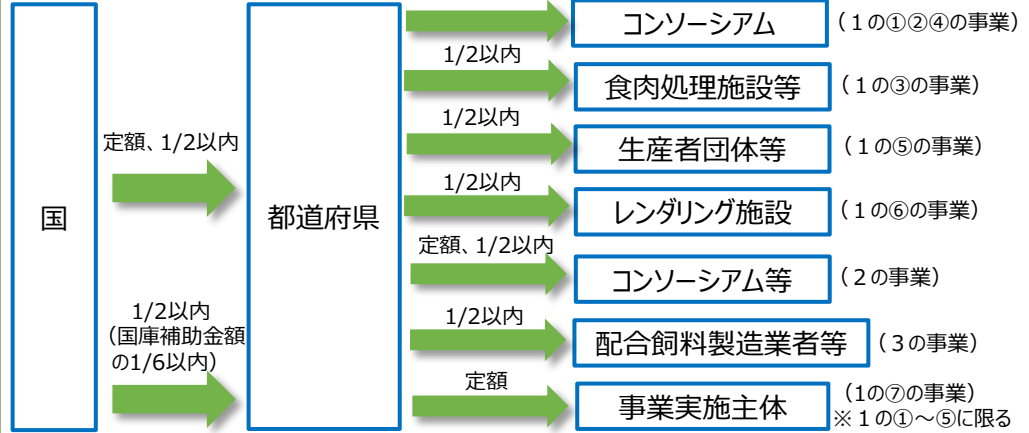 コンソーシアム
(1の①②④の事業)
1/2以内
食肉処理施設等
(1の③の事業)
1/2以内
定額、1/2以内
生産者団体等
(1の⑤の事業)
1/2以内
国
都道府県
レンダリング施設
(1の⑥の事業)
定額、1/2以内
コンソーシアム等
(2の事業)
1/2以内
(国庫補助金額
の1/6以内)
1/2以内
配合飼料製造業者等
(3の事業)
定額
事業実施主体
(1の⑦の事業)
※1の①~⑤に限る